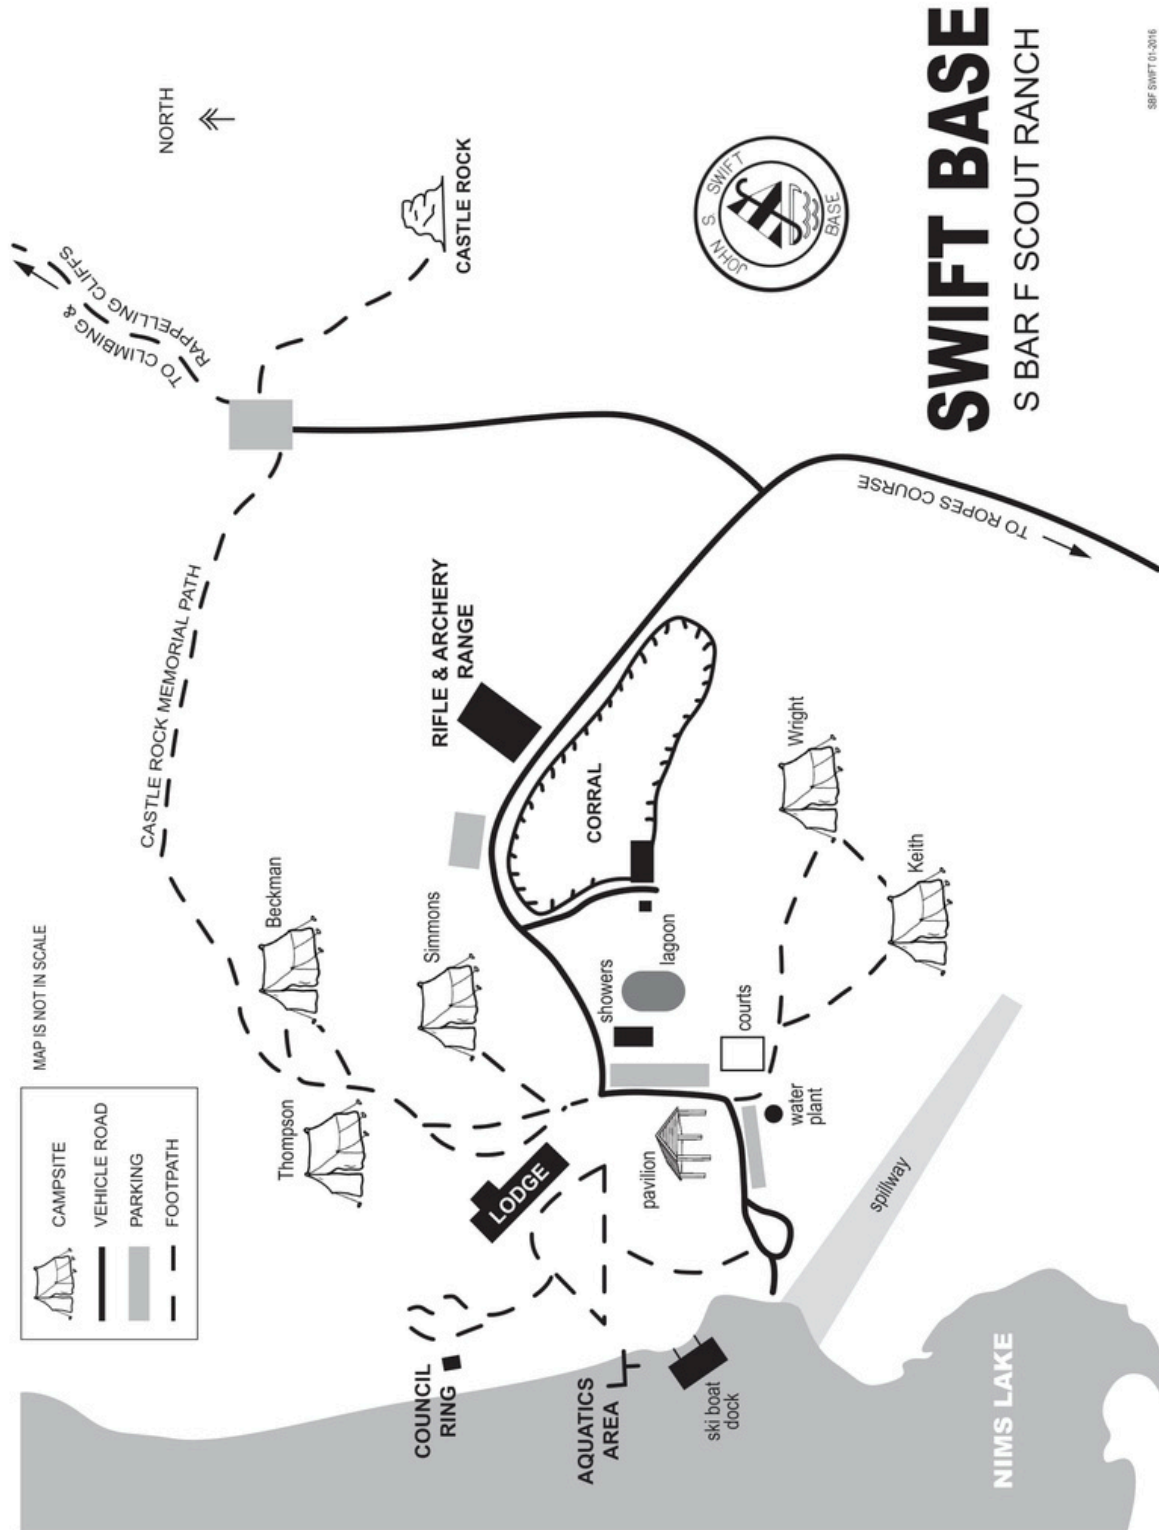 MAP IS NOT IN SCALE
CAMPSITE
VEHICLE ROAD
PARKING
FOOTPATH
NORTH
TO CLIMBING &
RAPPELLING CLIFFS
CASTLE ROCK
CASTLE ROCK MEMORIAL PATH
Beckman
Thompson
Simmons
RIFLE & ARCHERY
RANGE
CORRAL
LODGE
COUNCIL
RING
AQUATICS
AREA
ski boat
dock
pavilion
showers
lagoon
courts
water
plant
Wright
Keith
spillway
NIMS LAKE
TO ROPES COURSE
JOHN S. SWIFT
BASE
SWIFT BASE
S BAR F SCOUT RANCH
SBF SWIFT 01-2016